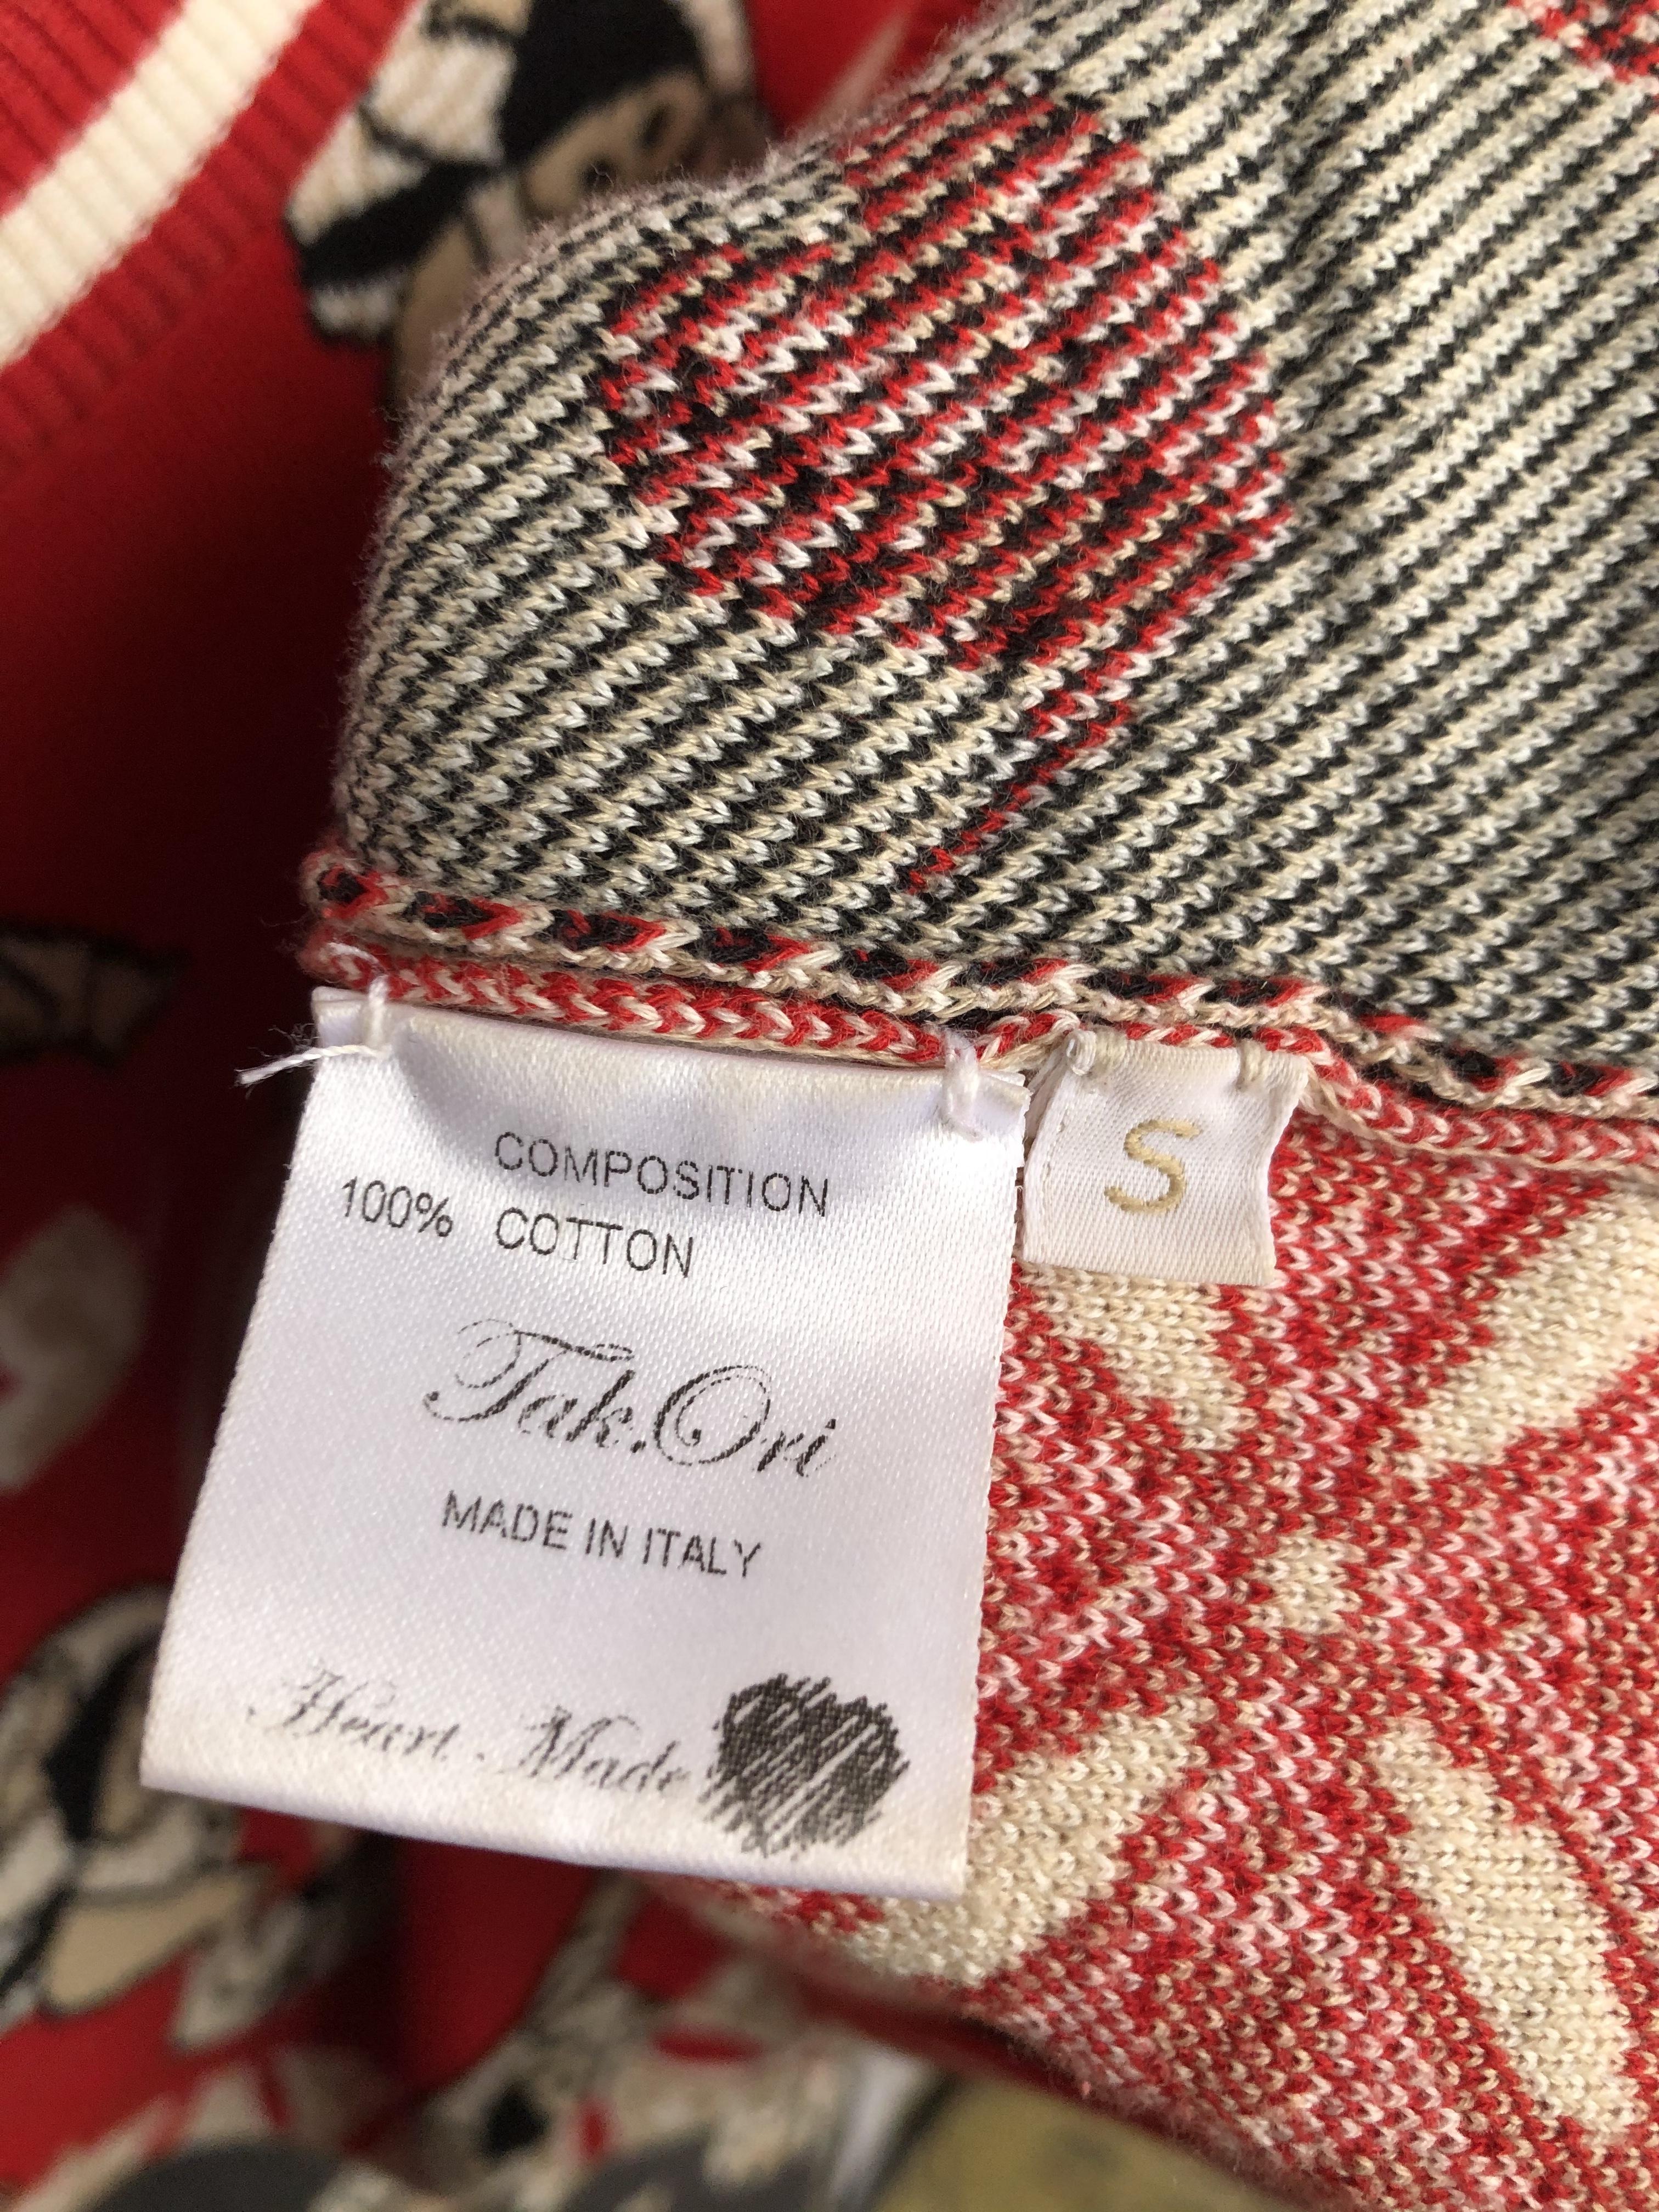 COMPOSITION
100% COTTON
Tak.Ori
MADE IN ITALY
Heart.Made
S